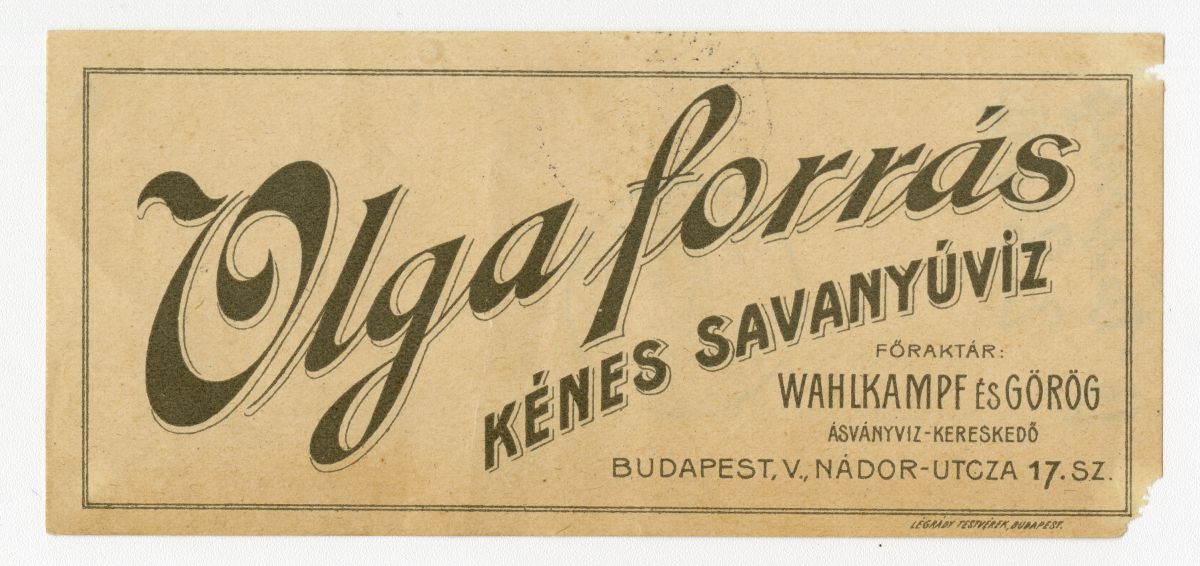 Olga forrás
KÉNES SAVANYÚVIZ
FŐRAKTÁR:
WAHLKAMPF ÉS GÖRÖG
ÁSVÁNYVIZ-KERESKEDŐ
BUDAPEST, V., NÁDOR-UTCZA 17. SZ.
LÉGRÁDY TESTVÉREK, BUDAPEST.